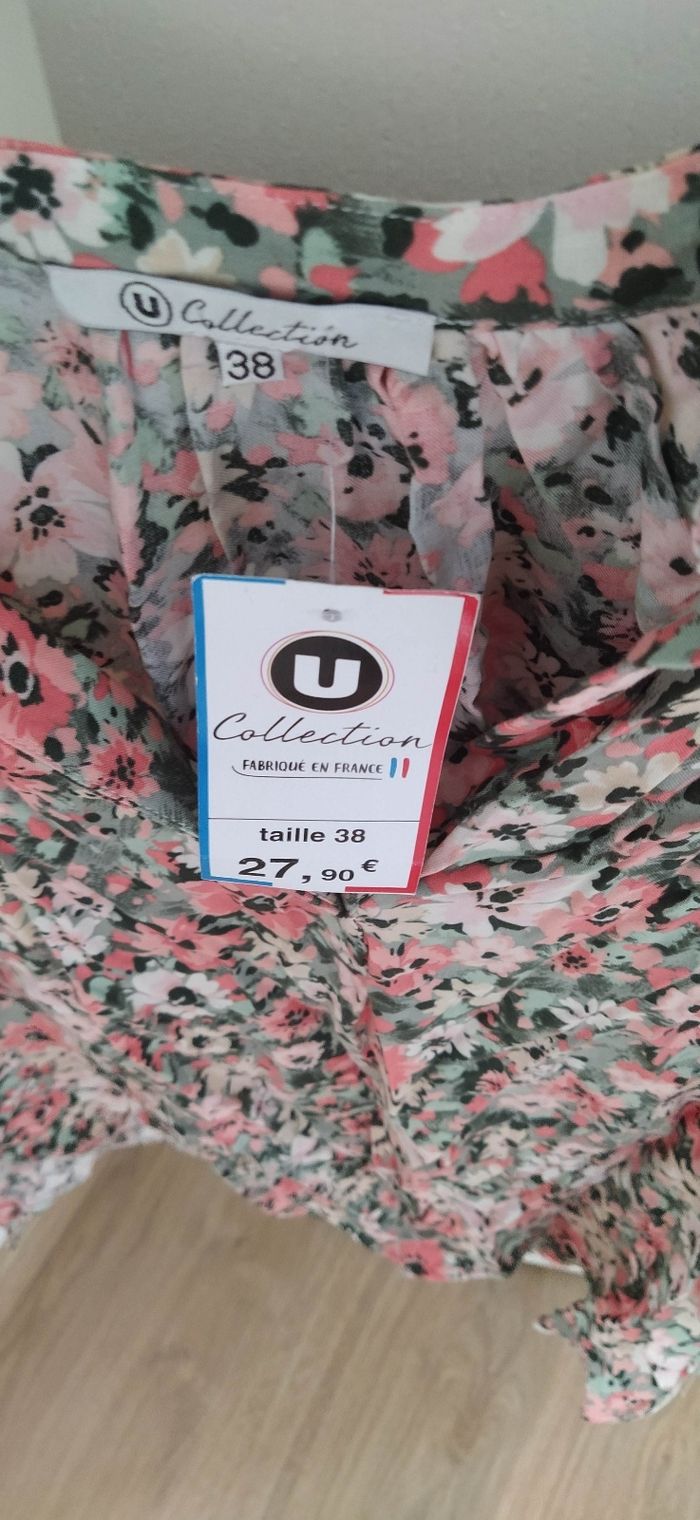 U Collection
38
U
Collection
FABRIQUÉ EN FRANCE
taille 38
27,90€